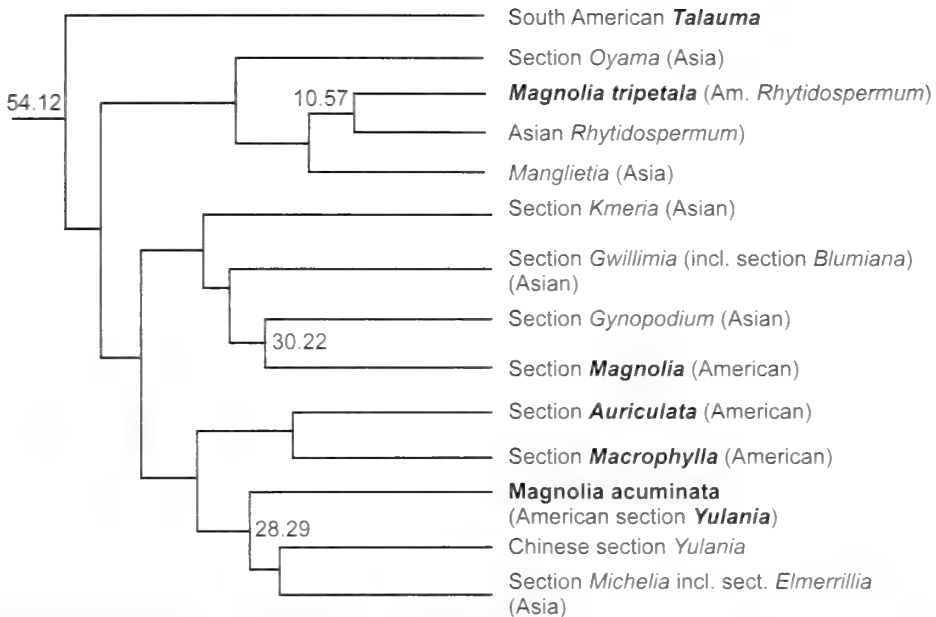 South American Talauma
Section Oyama (Asia)
54.12
10.57
Magnolia tripetala (Am. Rhytidospermum)
Asian Rhytidospermum)
Manglietia (Asia)
Section Kmeria (Asian)
Section Gwillimia (incl. section Blumiana)
(Asian)
Section Gynopodium (Asian)
30.22
Section Magnolia (American)
Section Auriculata (American)
Section Macrophylla (American)
Magnolia acuminata
(American section Yulania)
28.29
Chinese section Yulania
Section Michelia incl. sect. Elmerrillia
(Asia)